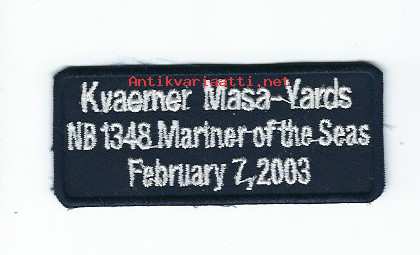 Antikvariaatti.net
Kvaerner Masa-Yards
NB 1348 Mariner of the Seas
February 7, 2003